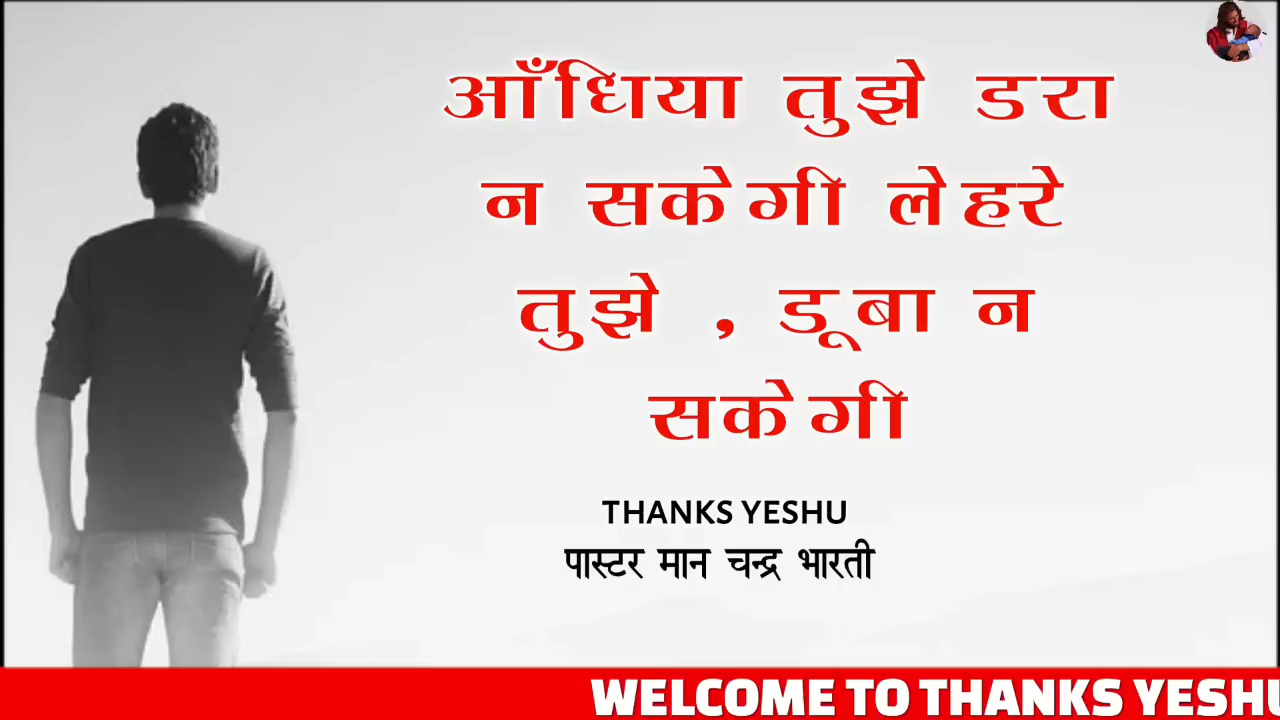 आँधिया तुझे डरा
न सकेगी लेहरे
तुझे , डूबा न
सकेगी
THANKS YESHU
पास्टर मान चन्द्र भारती
WELCOME TO THANKS YESHU